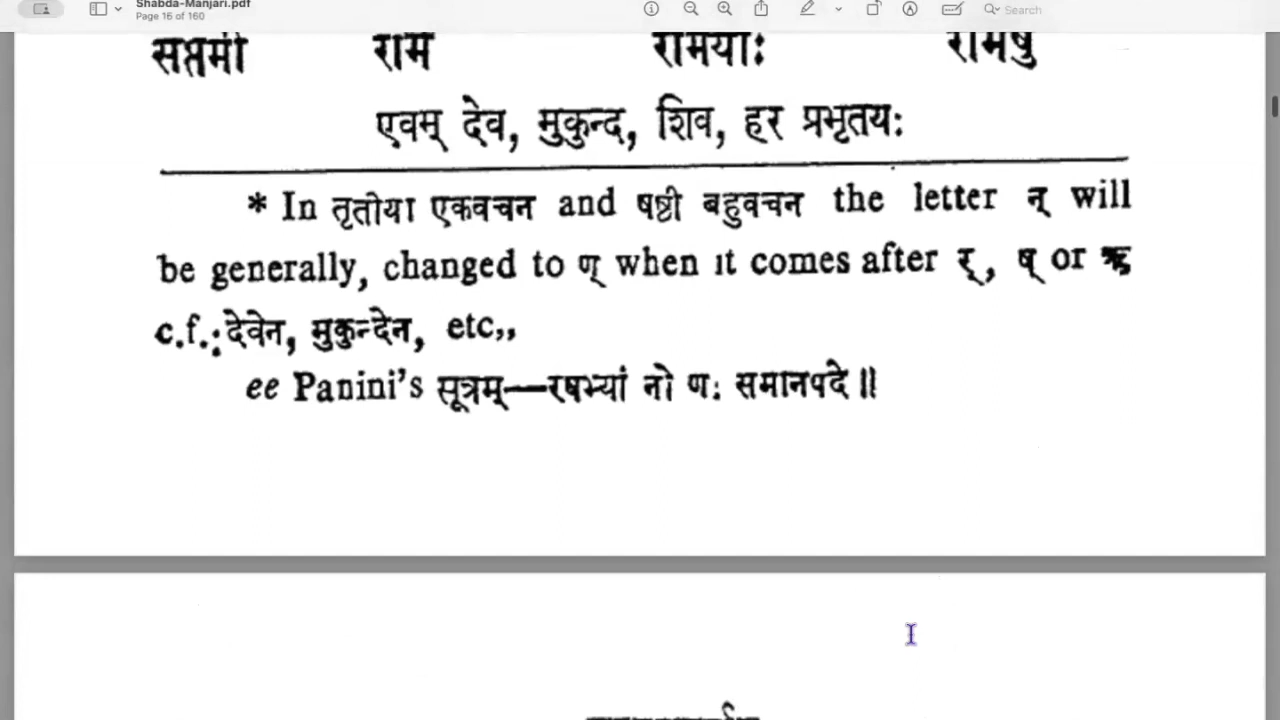 Shabda-Manjari.pdf
Page 16 of 160
Search
सप्तमी रामे रामयोः रामेषु
एवम् देव, मुकुन्द, शिव, हर प्रभृतयः
* In तृतीया एकवचन and षष्टी बहुवचन the letter न् will
be generally, changed to ण् when it comes after र्, ष् or ऋ
c.f.: देवेन, मुकुन्देन, etc,,
ee Panini's सूत्रम्—रषभ्यां नो णः समानपदे॥